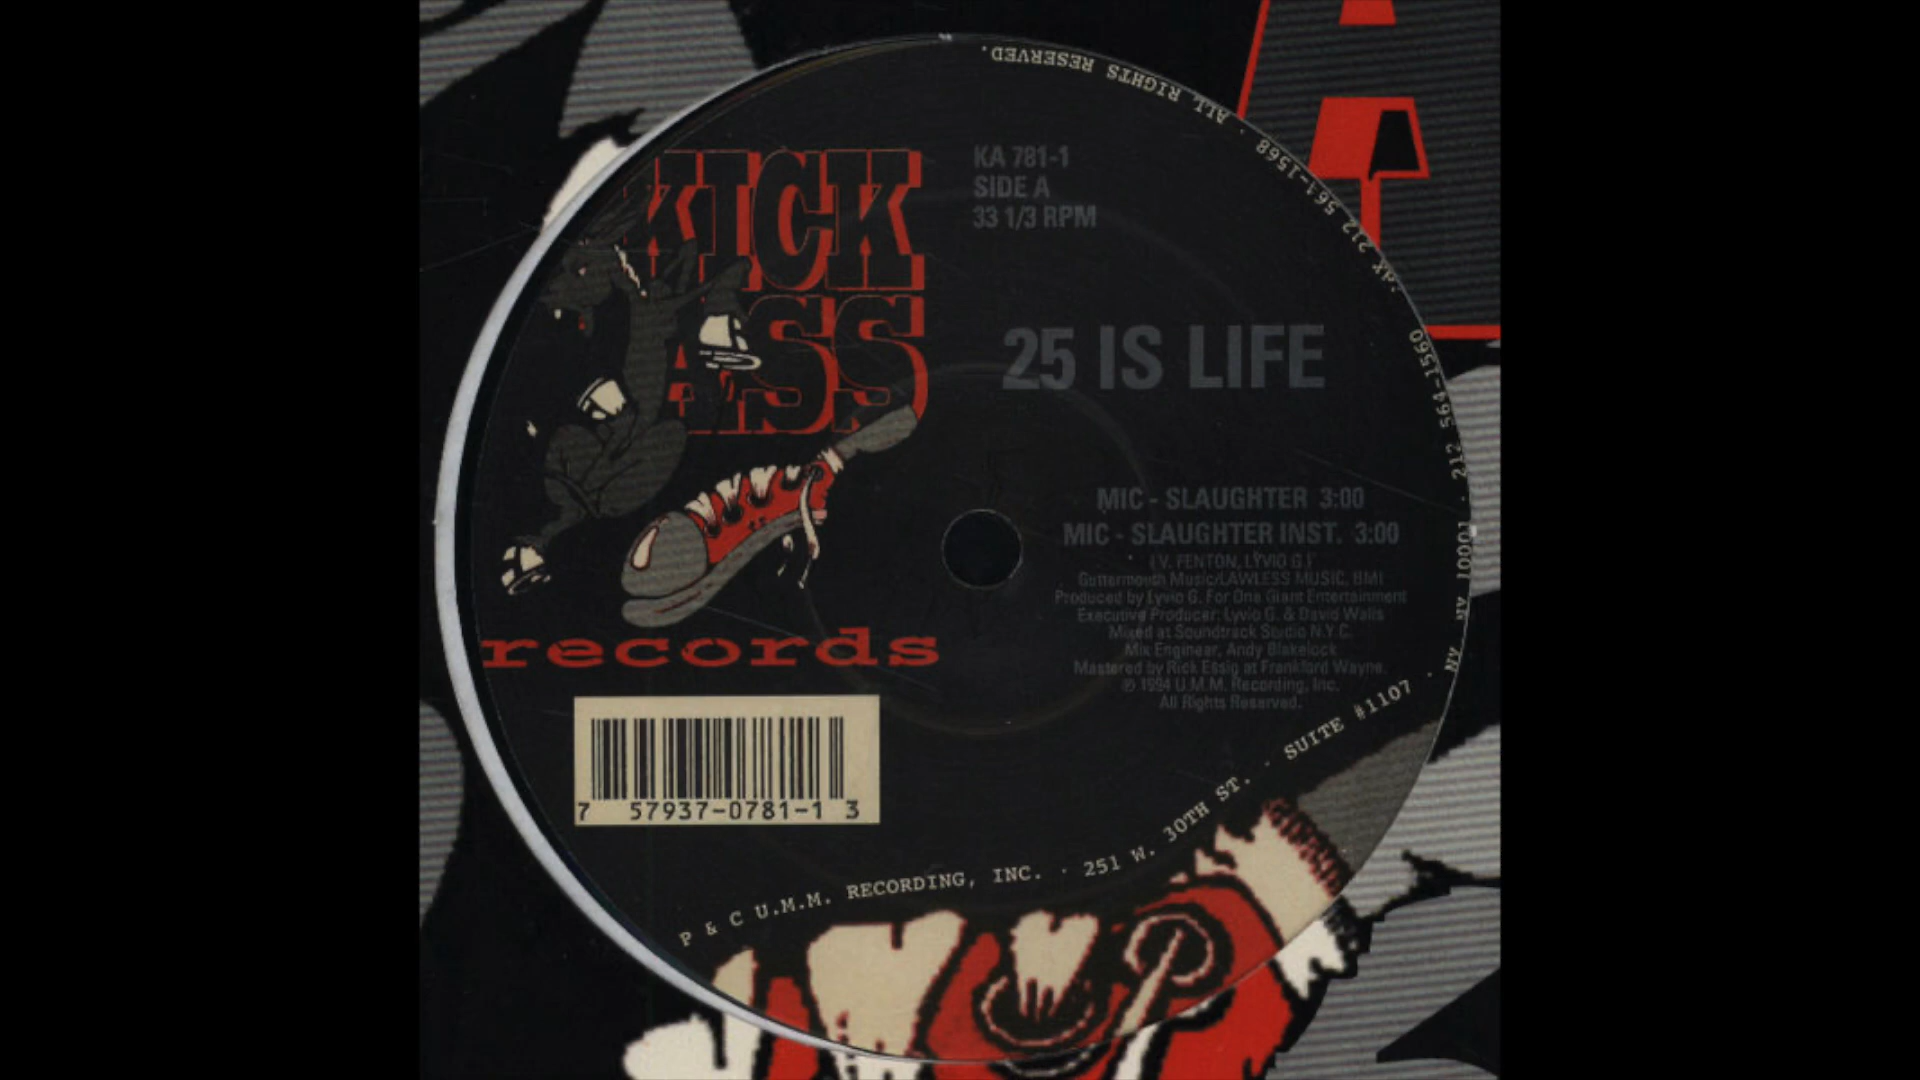 KICK
ASS
records
KA 781-1
SIDE A
33 1/3 RPM
25 IS LIFE
MIC - SLAUGHTER 3:00
MIC - SLAUGHTER INST. 3:00
(V. FENTON, LYVIO G.)
Guttermouth Music/LAWLESS MUSIC, BMI
Produced by Lyvio G. For One Giant Entertainment
Executive Producer: Lyvio G. & David Walls
Mixed at Soundtrack Studio N.Y.C.
Mix Engineer, Andy Blakelock
Mastered by Rick Essig at Frankford Wayne.
℗ 1994 U.M.M. Recording, Inc.
All Rights Reserved.
7 57937-0781-1 3
P & C U.M.M. RECORDING, INC. · 251 W. 30TH ST. · SUITE #1107 · NY NY 10001 · 212 564-1560 FAX: 212 561-1568 · ALL RIGHTS RESERVED.
A